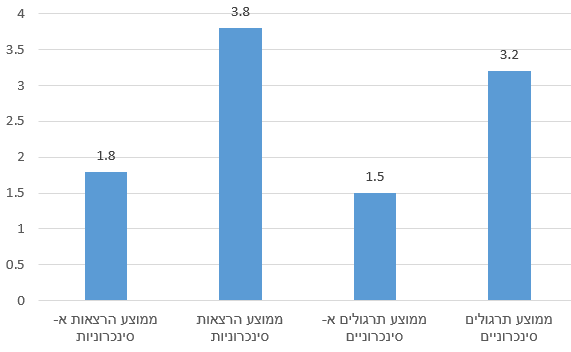 4
3.5
3
2.5
2
1.5
1
0.5
0
1.8
3.8
1.5
3.2
ממוצע הרצאות א-
סינכרוניות
ממוצע הרצאות
סינכרוניות
ממוצע תרגולים א-
סינכרוניים
ממוצע תרגולים
סינכרוניים